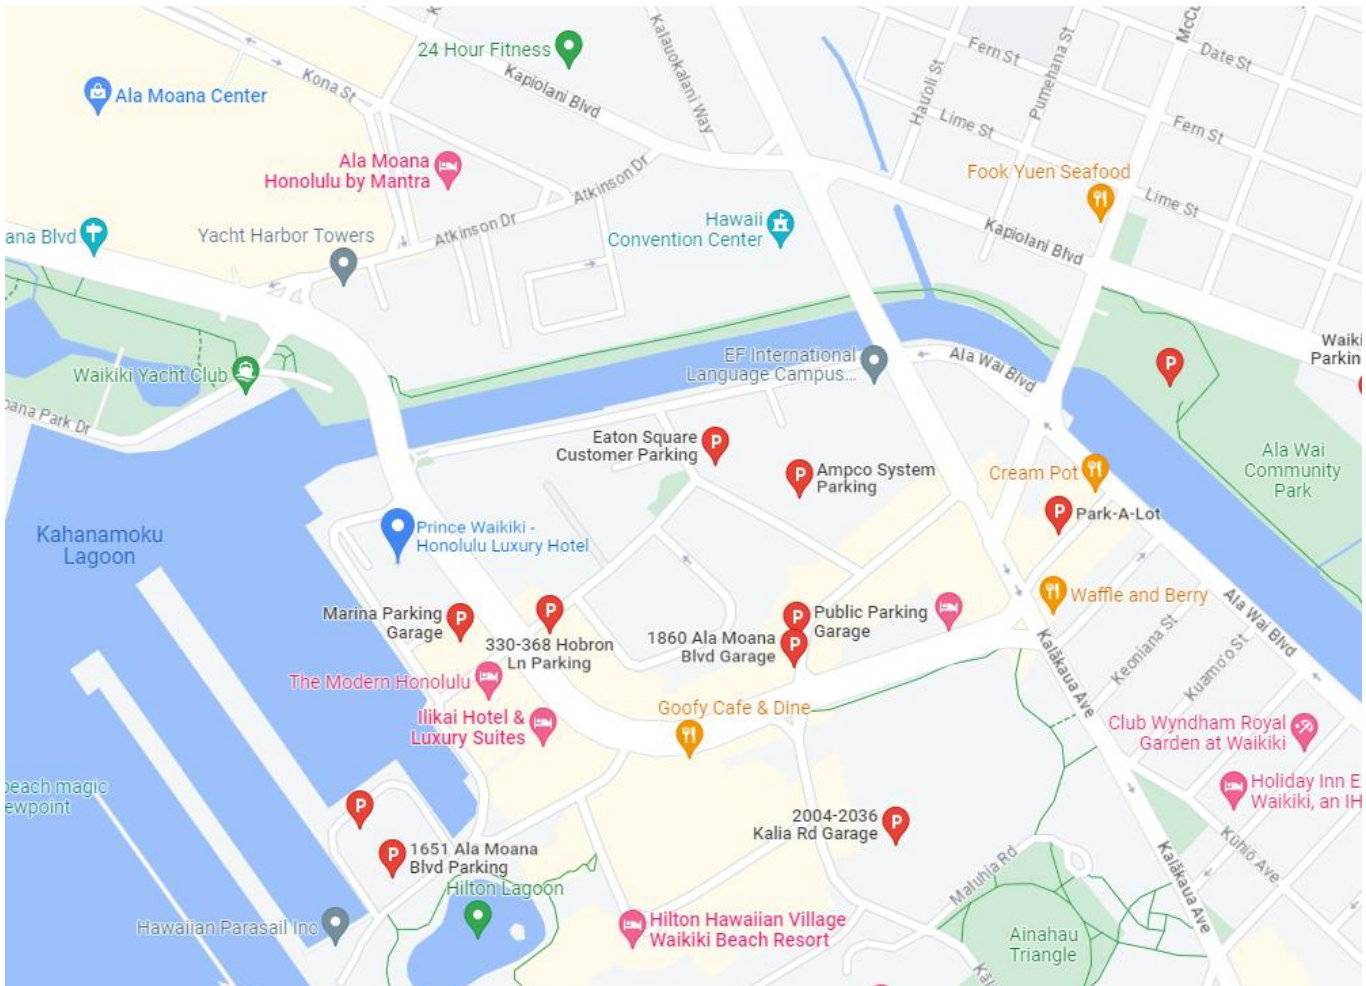 24 Hour Fitness
Kalauokalani Way
Fern St
Date St
Kona St
Ala Moana Center
Kapiolani Blvd
Hau'oli St
Pumehana St
Lime St
Fern St
Ala Moana
Honolulu by Mantra
Atkinson Dr
Fook Yuen Seafood
Lime St
ana Blvd
Yacht Harbor Towers
Atkinson Dr
Hawaii
Convention Center
Kapiolani Blvd
Waiki
Parkin
EF International
Language Campus...
Ala Wai Blvd
Waikiki Yacht Club
oana Park Dr
Eaton Square
Customer Parking
Ampco System
Parking
Cream Pot
Ala Wai
Community
Park
P
P
P
P
Park-A-Lot
P
Kahanamoku
Lagoon
Prince Waikiki -
Honolulu Luxury Hotel
Marina Parking
Garage
P
P
330-368 Hobron
Ln Parking
P
Public Parking
Garage
1860 Ala Moana
Blvd Garage
P
Waffle and Berry
Ala Wai Blvd
Keoniana St
Kuamo'o St
Kalākaua Ave
The Modern Honolulu
Ilikai Hotel &
Luxury Suites
Goofy Cafe & Dine
Club Wyndham Royal
Garden at Waikiki
Holiday Inn E
Waikiki, an IH
beach magic
ewpoint
P
P
1651 Ala Moana
Blvd Parking
2004-2036
Kalia Rd Garage
P
Maluhia Rd
Kūhiō Ave
Kalākaua Ave
Hilton Lagoon
Hawaiian Parasail Inc
Hilton Hawaiian Village
Waikiki Beach Resort
Ainahau
Triangle